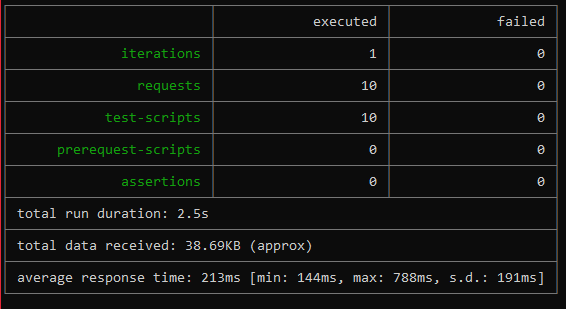 executed failed
iterations 1 0
requests 10 0
test-scripts 10 0
prerequest-scripts 0 0
assertions 0 0
total run duration: 2.5s
total data received: 38.69KB (approx)
average response time: 213ms [min: 144ms, max: 788ms, s.d.: 191ms]